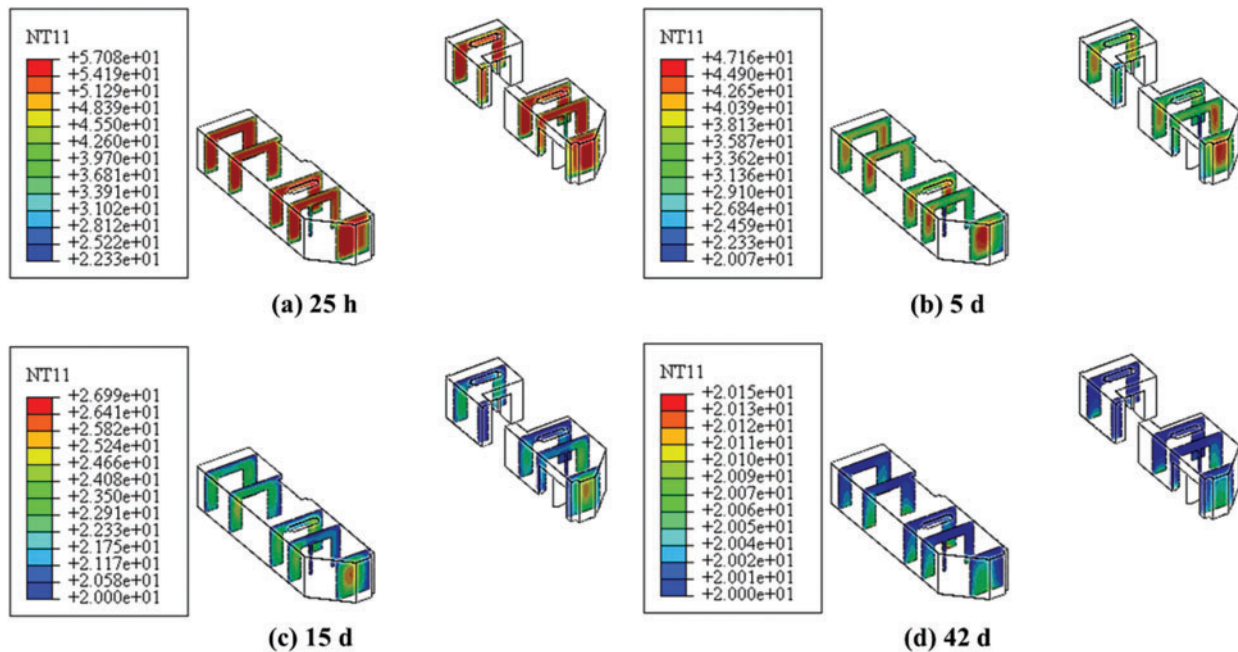 NT11
+5.708e+01
+5.419e+01
+5.129e+01
+4.839e+01
+4.550e+01
+4.260e+01
+3.970e+01
+3.681e+01
+3.391e+01
+3.102e+01
+2.812e+01
+2.522e+01
+2.233e+01
(a) 25 h
NT11
+4.716e+01
+4.490e+01
+4.265e+01
+4.039e+01
+3.813e+01
+3.587e+01
+3.362e+01
+3.136e+01
+2.910e+01
+2.684e+01
+2.459e+01
+2.233e+01
+2.007e+01
(b) 5 d
NT11
+2.699e+01
+2.641e+01
+2.582e+01
+2.524e+01
+2.466e+01
+2.408e+01
+2.350e+01
+2.291e+01
+2.233e+01
+2.175e+01
+2.117e+01
+2.058e+01
+2.000e+01
(c) 15 d
NT11
+2.015e+01
+2.013e+01
+2.012e+01
+2.011e+01
+2.010e+01
+2.009e+01
+2.007e+01
+2.006e+01
+2.005e+01
+2.004e+01
+2.002e+01
+2.001e+01
+2.000e+01
(d) 42 d